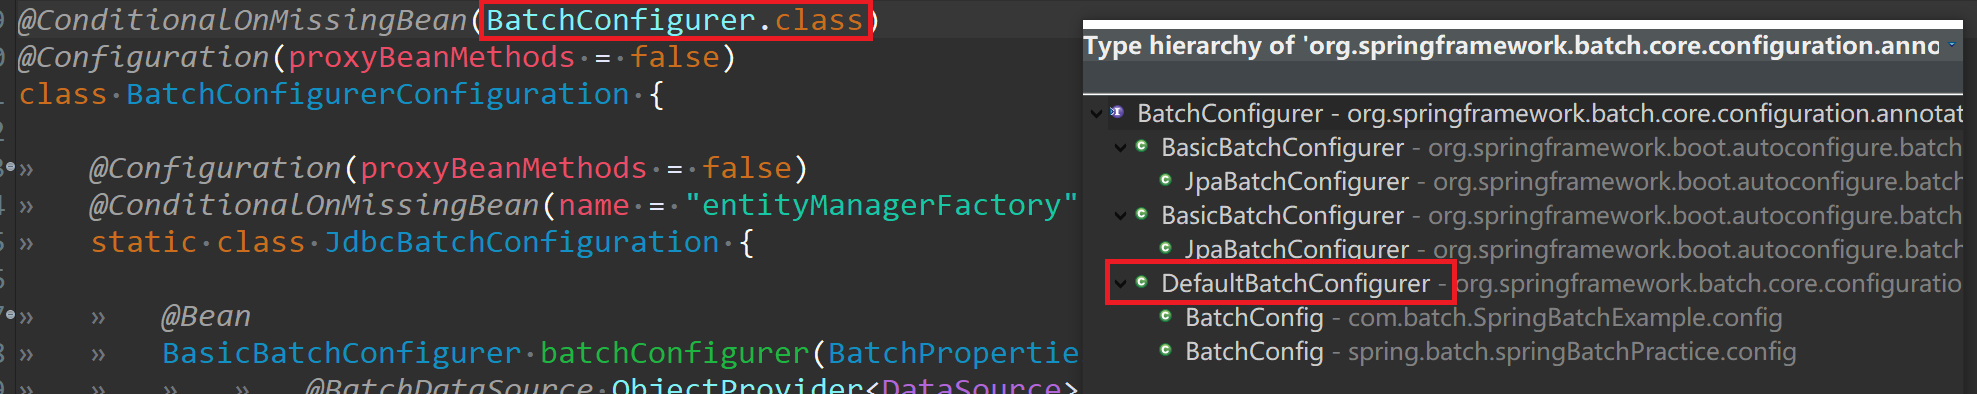 @ConditionalOnMissingBean(BatchConfigurer.class)
@Configuration(proxyBeanMethods = false)
class BatchConfigurerConfiguration {
@Configuration(proxyBeanMethods = false)
@ConditionalOnMissingBean(name = "entityManagerFactory"
static class JdbcBatchConfiguration {
@Bean
BasicBatchConfigurer batchConfigurer(BatchPropertie
@BatchDataSource ObjectProvider<DataSource>
Type hierarchy of 'org.springframework.batch.core.configuration.anno
BatchConfigurer - org.springframework.batch.core.configuration.annotat
BasicBatchConfigurer - org.springframework.boot.autoconfigure.batch
JpaBatchConfigurer - org.springframework.boot.autoconfigure.batc
BasicBatchConfigurer - org.springframework.boot.autoconfigure.batch
JpaBatchConfigurer - org.springframework.boot.autoconfigure.batc
DefaultBatchConfigurer - org.springframework.batch.core.configuratio
BatchConfig - com.batch.SpringBatchExample.config
BatchConfig - spring.batch.springBatchPractice.config